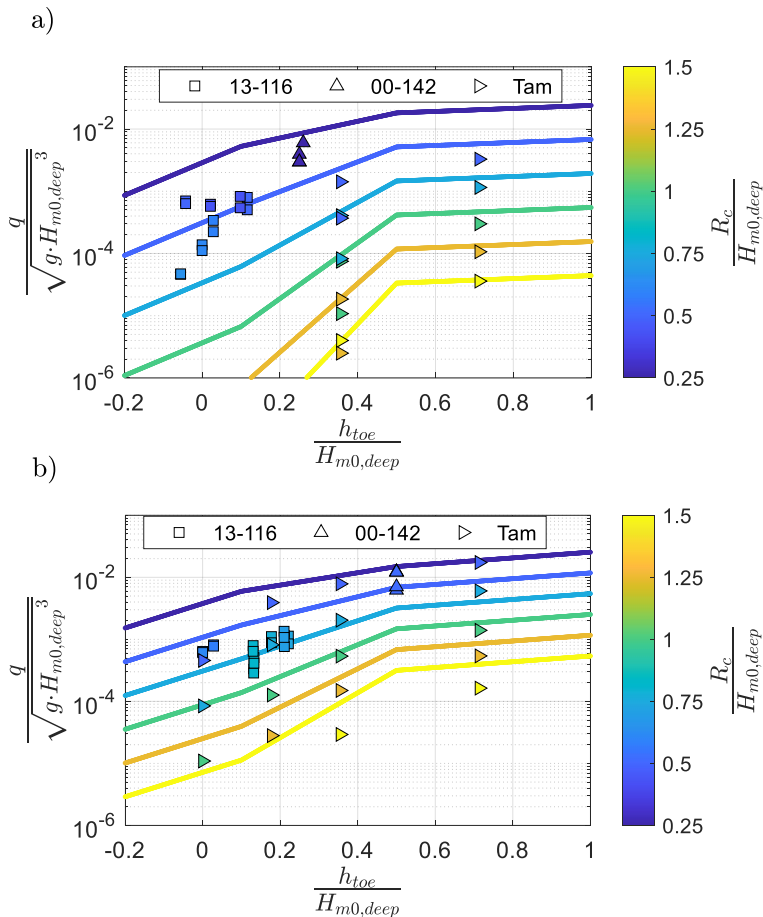 a)
13-116 00-142 Tam
10^-2
10^-4
10^-6
q
√g·H_m0,deep^3
-0.2 0 0.2 0.4 0.6 0.8 1
h_toe
H_m0,deep
1.5
1.25
1
0.75
0.5
0.25
R_c
H_m0,deep
b)
13-116 00-142 Tam
10^-2
10^-4
10^-6
q
√g·H_m0,deep^3
-0.2 0 0.2 0.4 0.6 0.8 1
h_toe
H_m0,deep
1.5
1.25
1
0.75
0.5
0.25
R_c
H_m0,deep